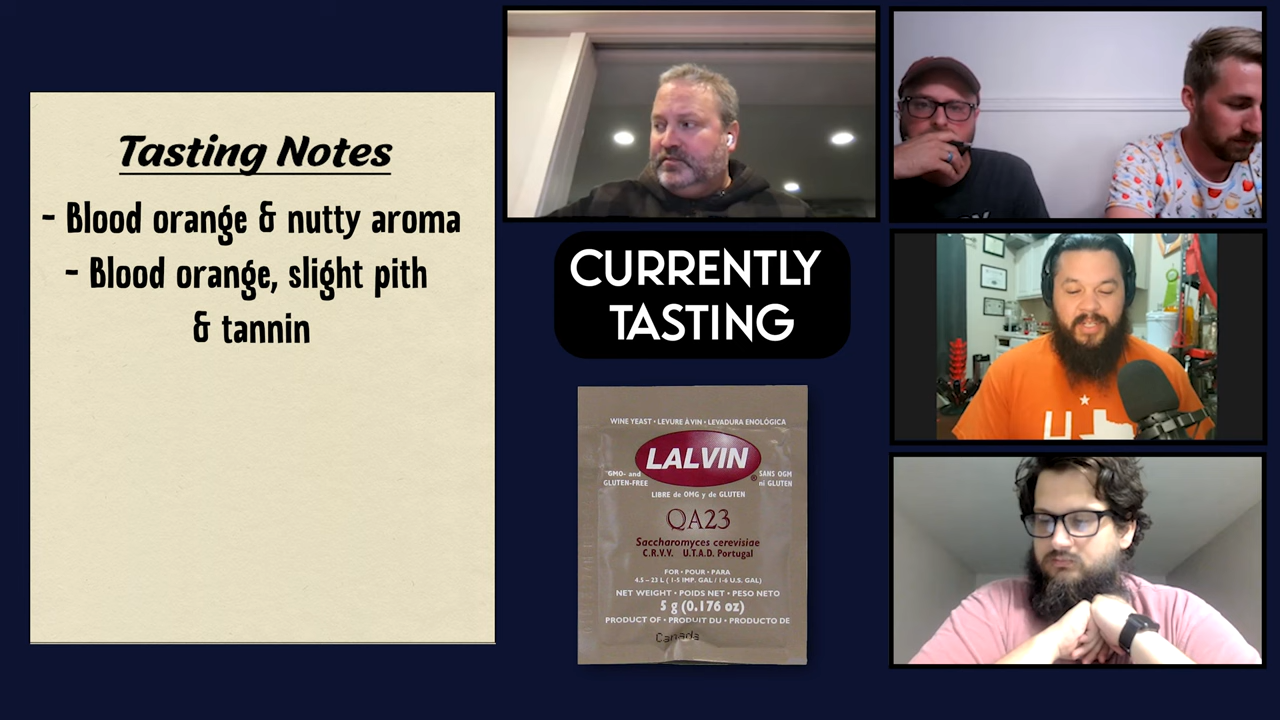 Tasting Notes
- Blood orange & nutty aroma
- Blood orange, slight pith
& tannin
CURRENTLY
TASTING
WINE YEAST • LEVURE À VIN • LEVADURA ENOLÓGICA
LALVIN®
"GMO- and
GLUTEN-FREE
SANS OGM
ni GLUTEN
LIBRE de OMG y de GLUTEN
QA23
Saccharomyces cerevisiae
C.R.V.V. U.T.A.D. Portugal
FOR • POUR • PARA
4.5 – 23 L ( 1-5 IMP. GAL / 1-6 U.S. GAL)
NET WEIGHT • POIDS NET • PESO NETO
5 g (0.176 oz)
PRODUCT OF • PRODUIT DU • PRODUCTO DE
Canada